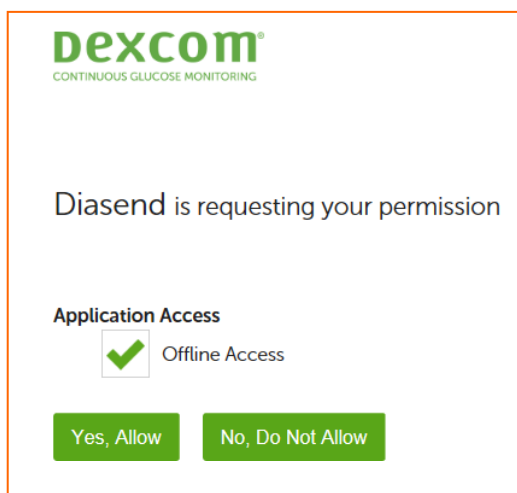 Dexcom®
CONTINUOUS GLUCOSE MONITORING
Diasend is requesting your permission
Application Access
Offline Access
Yes, Allow
No, Do Not Allow